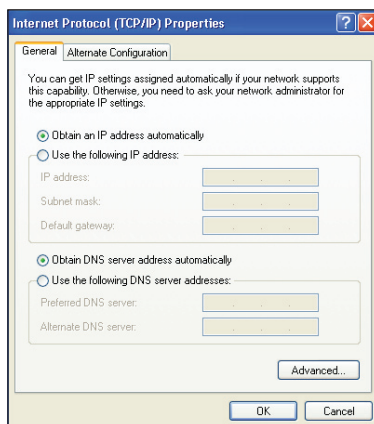 Internet Protocol (TCP/IP) Properties
General Alternate Configuration
You can get IP settings assigned automatically if your network supports
this capability. Otherwise, you need to ask your network administrator for
the appropriate IP settings.
Obtain an IP address automatically
Use the following IP address:
IP address:
Subnet mask:
Default gateway:
Obtain DNS server address automatically
Use the following DNS server addresses:
Preferred DNS server:
Alternate DNS server:
Advanced...
OK Cancel